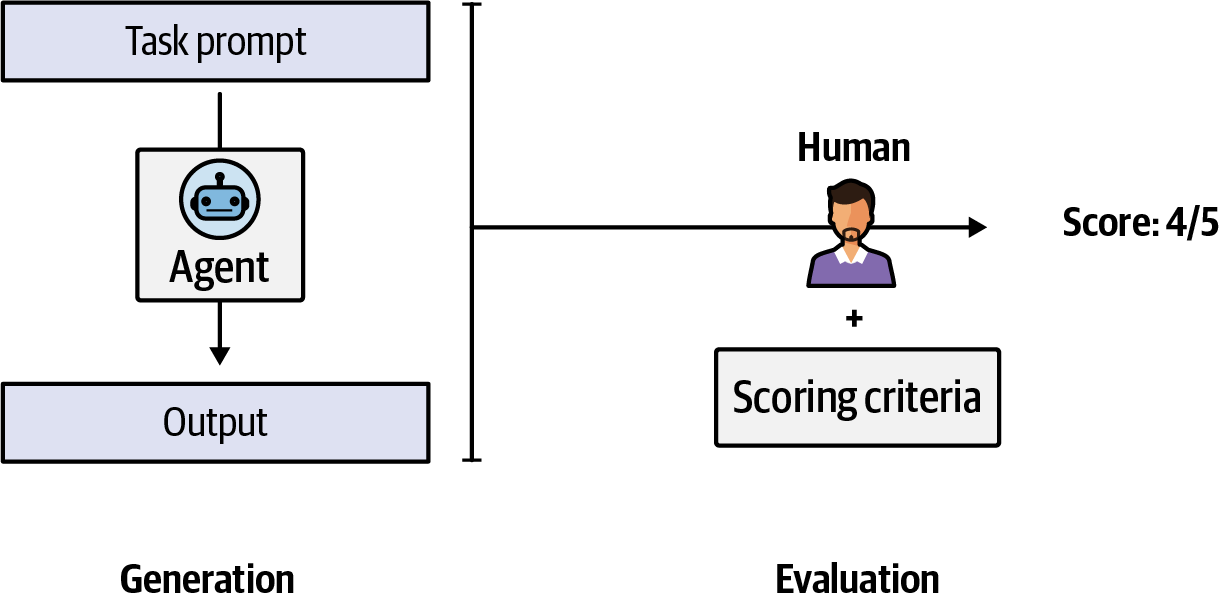 Task prompt
Agent
Output
Generation
Human
+
Scoring criteria
Score: 4/5
Evaluation